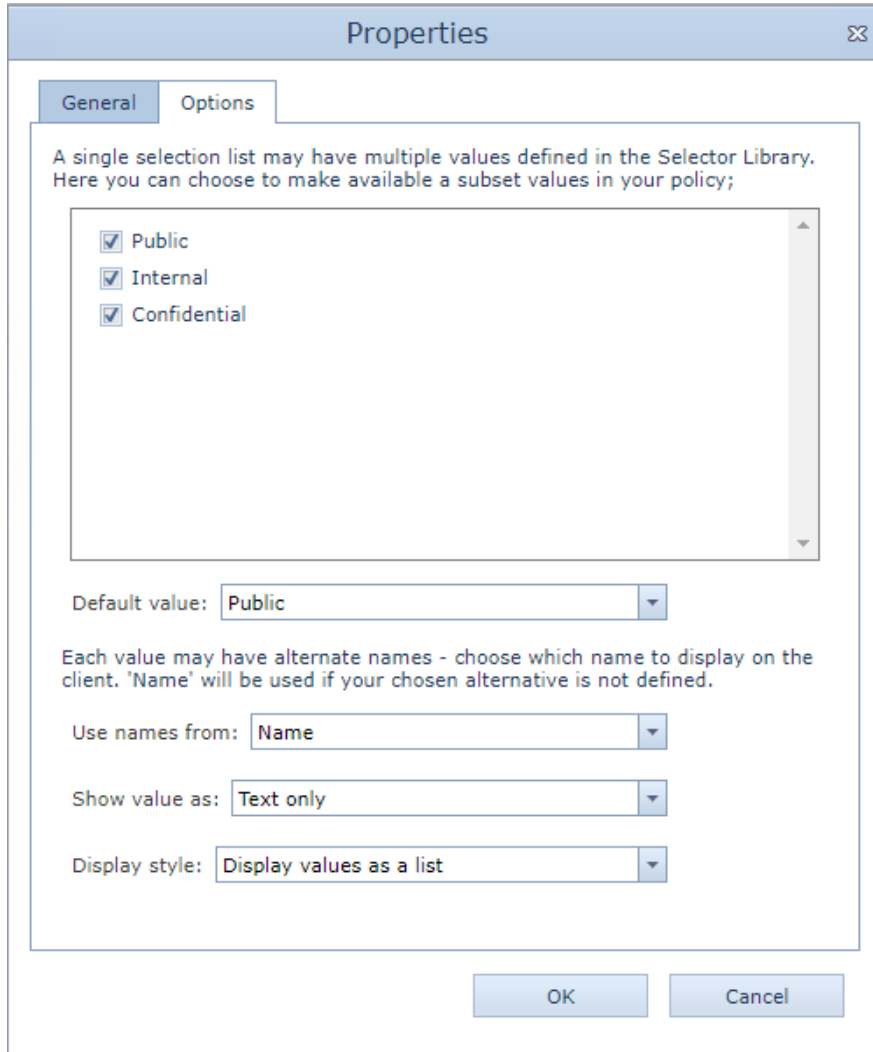 Properties
General
Options
A single selection list may have multiple values defined in the Selector Library.
Here you can choose to make available a subset values in your policy;
Public
Internal
Confidential
Default value: Public
Each value may have alternate names - choose which name to display on the
client. 'Name' will be used if your chosen alternative is not defined.
Use names from: Name
Show value as: Text only
Display style: Display values as a list
OK
Cancel